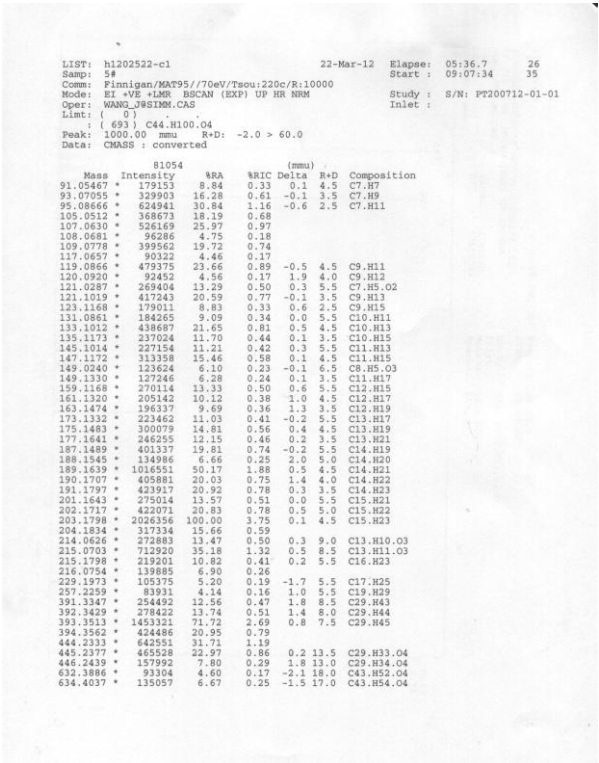 LIST: h1202522-c1 22-Mar-12 Elapse: 05:36.7 26
Samp: 5# Start : 09:07:34 35
Comm: Finnigan/MAT95//70eV/Tsou:220c/R:10000
Mode: EI +VE +LMR BSCAN (EXP) UP HR NRM Study : S/N: PT200712-01-01
Oper: WANG_J@SIMM.CAS Inlet :
Limt: ( 0)
: ( 693) C44.H100.O4
Peak: 1000.00 mmu R+D: -2.0 > 60.0
Data: CMASS : converted
81054 (mmu)
Mass Intensity %RA %RIC Delta R+D Composition
91.05467 * 179153 8.84 0.33 0.1 4.5 C7.H7
93.07055 * 329903 16.28 0.61 -0.1 3.5 C7.H9
95.08666 * 624941 30.84 1.16 -0.6 2.5 C7.H11
105.0512 * 368673 18.19 0.68
107.0630 * 526169 25.97 0.97
108.0681 * 96286 4.75 0.18
109.0778 * 399562 19.72 0.74
117.0657 * 90322 4.46 0.17
119.0866 * 479375 23.66 0.89 -0.5 4.5 C9.H11
120.0920 * 92452 4.56 0.17 1.9 4.0 C9.H12
121.0287 * 269404 13.29 0.50 0.3 5.5 C7.H5.O2
121.1019 * 417243 20.59 0.77 -0.1 3.5 C9.H13
123.1168 * 179011 8.83 0.33 0.6 2.5 C9.H15
131.0861 * 184265 9.09 0.34 0.0 5.5 C10.H11
133.1012 * 438687 21.65 0.81 0.5 4.5 C10.H13
135.1173 * 237024 11.70 0.44 0.1 3.5 C10.H15
145.1014 * 227154 11.21 0.42 0.3 5.5 C11.H13
147.1172 * 313358 15.46 0.58 0.1 4.5 C11.H15
149.0240 * 123624 6.10 0.23 -0.1 6.5 C8.H5.O3
149.1330 * 127246 6.28 0.24 0.1 3.5 C11.H17
159.1168 * 270114 13.33 0.50 0.6 5.5 C12.H15
161.1320 * 205142 10.12 0.38 1.0 4.5 C12.H17
163.1474 * 196337 9.69 0.36 1.3 3.5 C12.H19
173.1332 * 223462 11.03 0.41 -0.2 5.5 C13.H17
175.1483 * 300079 14.81 0.56 0.4 4.5 C13.H19
177.1641 * 246255 12.15 0.46 0.2 3.5 C13.H21
187.1489 * 401337 19.81 0.74 -0.2 5.5 C14.H19
188.1545 * 134986 6.66 0.25 2.0 5.0 C14.H20
189.1639 * 1016551 50.17 1.88 0.5 4.5 C14.H21
190.1707 * 405881 20.03 0.75 1.4 4.0 C14.H22
191.1797 * 423917 20.92 0.78 0.3 3.5 C14.H23
201.1643 * 275014 13.57 0.51 0.0 5.5 C15.H21
202.1717 * 422071 20.83 0.78 0.5 5.0 C15.H22
203.1798 * 2026356 100.00 3.75 0.1 4.5 C15.H23
204.1834 * 317334 15.66 0.59
214.0626 * 272883 13.47 0.50 0.3 9.0 C13.H10.O3
215.0703 * 712920 35.18 1.32 0.5 8.5 C13.H11.O3
215.1798 * 219201 10.82 0.41 0.2 5.5 C16.H23
216.0754 * 139885 6.90 0.26
229.1973 * 105375 5.20 0.19 -1.7 5.5 C17.H25
257.2259 * 83931 4.14 0.16 1.0 5.5 C19.H29
391.3347 * 254492 12.56 0.47 1.8 8.5 C29.H43
392.3429 * 278422 13.74 0.51 1.4 8.0 C29.H44
393.3513 * 1453321 71.72 2.69 0.8 7.5 C29.H45
394.3562 * 424486 20.95 0.79
444.2333 * 642551 31.71 1.19
445.2377 * 465528 22.97 0.86 0.2 13.5 C29.H33.O4
446.2439 * 157992 7.80 0.29 1.8 13.0 C29.H34.O4
632.3886 * 93304 4.60 0.17 -2.1 18.0 C43.H52.O4
634.4037 * 135057 6.67 0.25 -1.5 17.0 C43.H54.O4